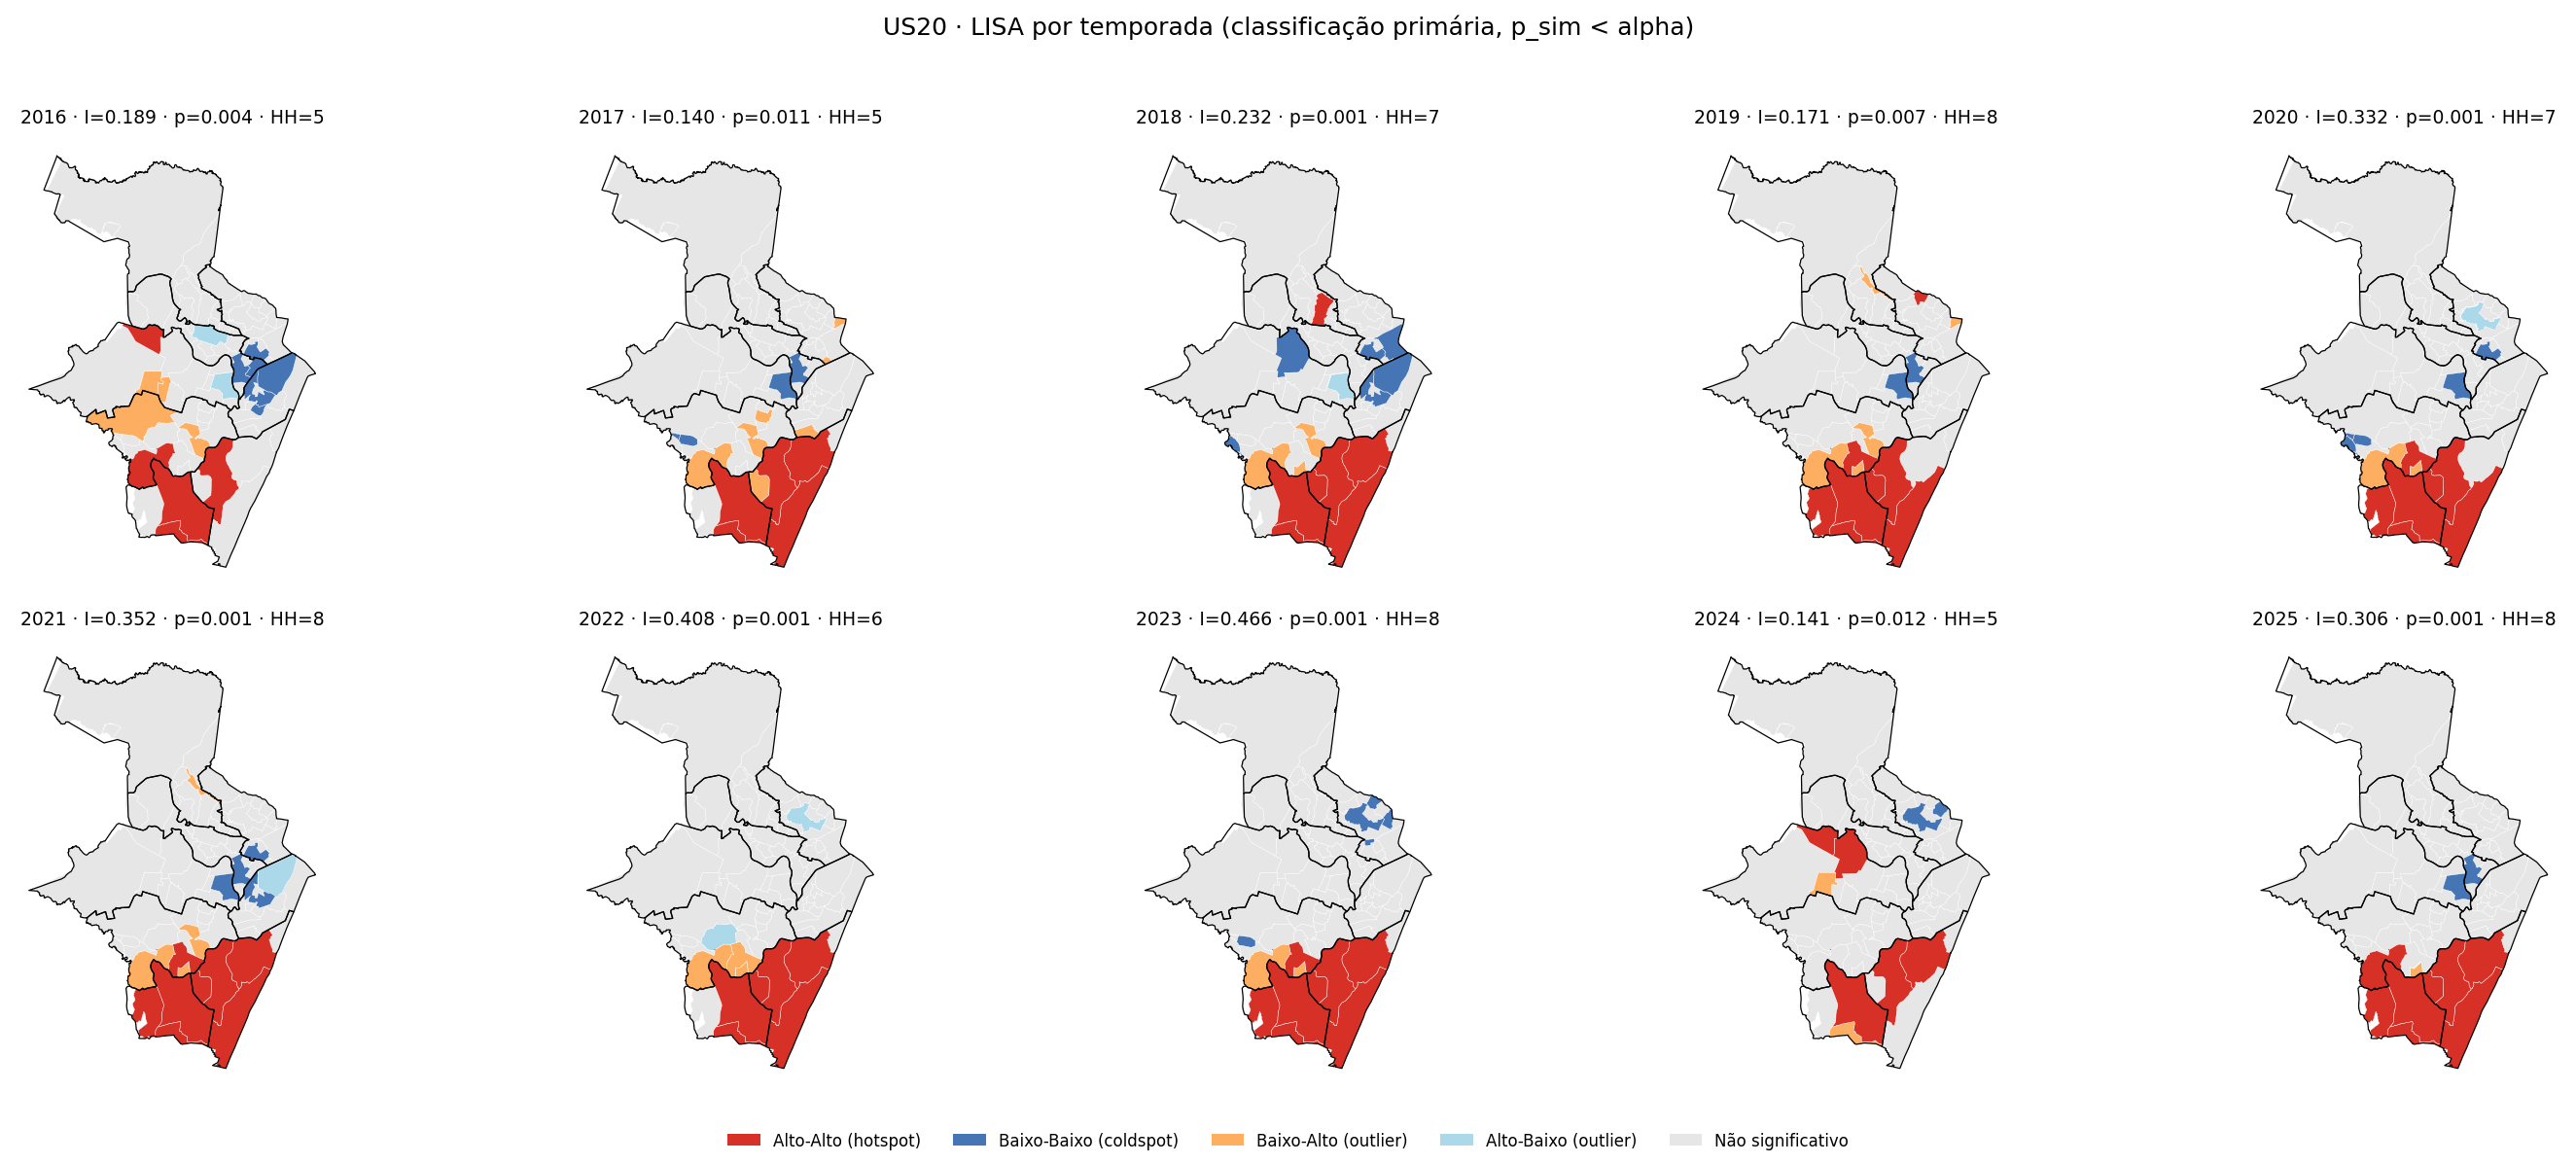 US20 · LISA por temporada (classificação primária, p_sim < alpha)
2016 · I=0.189 · p=0.004 · HH=5
2017 · I=0.140 · p=0.011 · HH=5
2018 · I=0.232 · p=0.001 · HH=7
2019 · I=0.171 · p=0.007 · HH=8
2020 · I=0.332 · p=0.001 · HH=7
2021 · I=0.352 · p=0.001 · HH=8
2022 · I=0.408 · p=0.001 · HH=6
2023 · I=0.466 · p=0.001 · HH=8
2024 · I=0.141 · p=0.012 · HH=5
2025 · I=0.306 · p=0.001 · HH=8
Alto-Alto (hotspot)
Baixo-Baixo (coldspot)
Baixo-Alto (outlier)
Alto-Baixo (outlier)
Não significativo